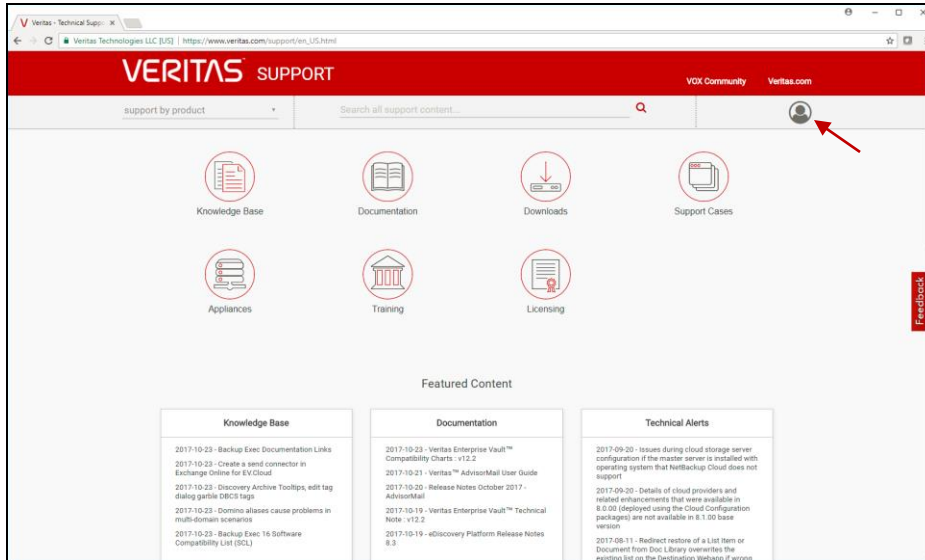 Veritas - Technical Supp
Veritas Technologies LLC [US] | https://www.veritas.com/support/en_US.html
VERITAS SUPPORT
VOX Community Veritas.com
support by product
Search all support content...
Knowledge Base Documentation Downloads Support Cases
Appliances Training Licensing
Feedback
Featured Content
Knowledge Base
2017-10-23 - Backup Exec Documentation Links
2017-10-23 - Create a send connector in
Exchange Online for EV.Cloud
2017-10-23 - Discovery Archive Tooltips, edit tag
dialog garble DBCS tags
2017-10-23 - Domino aliases cause problems in
multi-domain scenarios
2017-10-23 - Backup Exec 16 Software
Compatibility List (SCL)
Documentation
2017-10-23 - Veritas Enterprise Vault™
Compatibility Charts : v12.2
2017-10-21 - Veritas™ AdvisorMail User Guide
2017-10-20 - Release Notes October 2017 -
AdvisorMail
2017-10-19 - Veritas Enterprise Vault™ Technical
Note : v12.2
2017-10-19 - eDiscovery Platform Release Notes
8.3
Technical Alerts
2017-09-20 - Issues during cloud storage server
configuration if the master server is installed with
operating system that NetBackup Cloud does not
support
2017-09-20 - Details of cloud providers and
related enhancements that were available in
8.0.00 (deployed using the Cloud Configuration
packages) are not available in 8.1.00 base
version
2017-08-11 - Redirect restore of a List Item or
Document from Doc Library overwrites the
existing list on the Destination Webapp if wrong